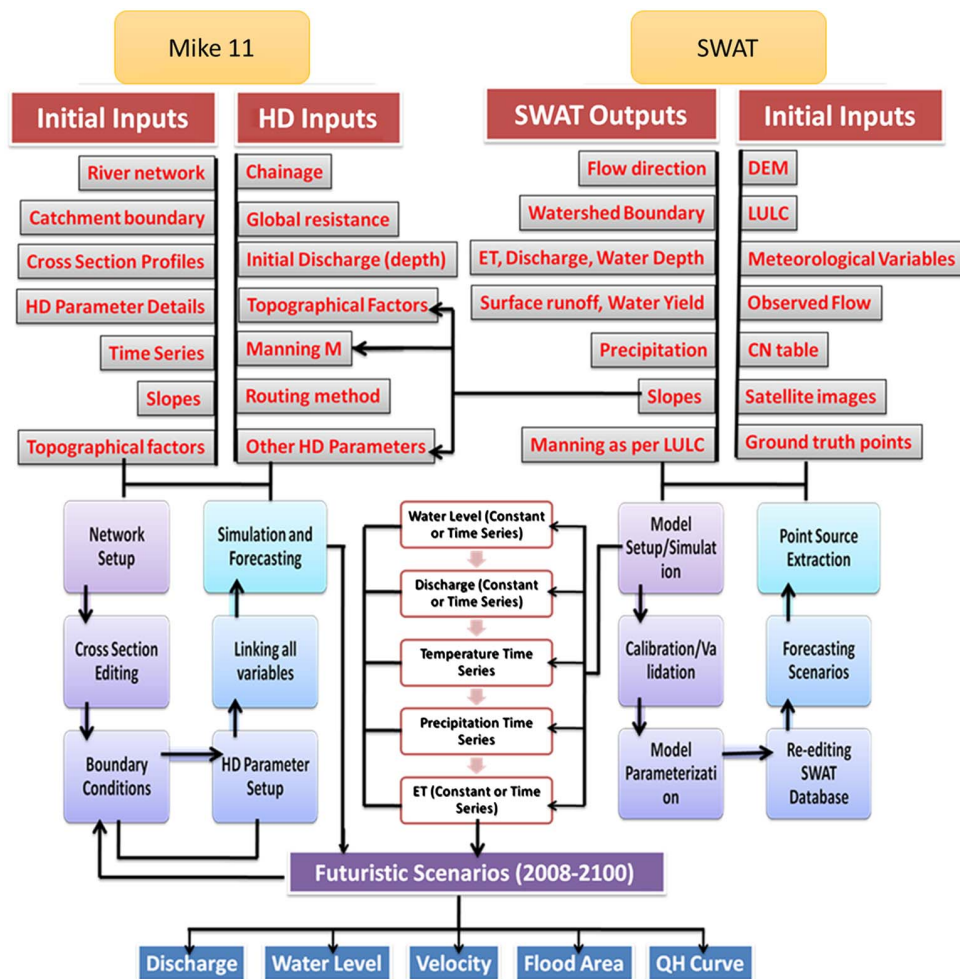 Mike 11
SWAT
Initial Inputs
HD Inputs
SWAT Outputs
Initial Inputs
River network
Catchment boundary
Cross Section Profiles
HD Parameter Details
Time Series
Slopes
Topographical factors
Chainage
Global resistance
Initial Discharge (depth)
Topographical Factors
Manning M
Routing method
Other HD Parameters
Flow direction
Watershed Boundary
ET, Discharge, Water Depth
Surface runoff, Water Yield
Precipitation
Slopes
Manning as per LULC
DEM
LULC
Meteorological Variables
Observed Flow
CN table
Satellite images
Ground truth points
Network
Setup
Cross Section
Editing
Boundary
Conditions
Simulation and
Forecasting
Linking all
variables
HD Parameter
Setup
Water Level (Constant
or Time Series)
Discharge (Constant
or Time Series)
Temperature Time
Series
Precipitation Time
Series
ET (Constant or Time
Series)
Model
Setup/Simulat
ion
Calibration/Va
lidation
Model
Parameterizati
on
Point Source
Extraction
Forecasting
Scenarios
Re-editing
SWAT
Database
Futuristic Scenarios (2008-2100)
Discharge
Water Level
Velocity
Flood Area
QH Curve